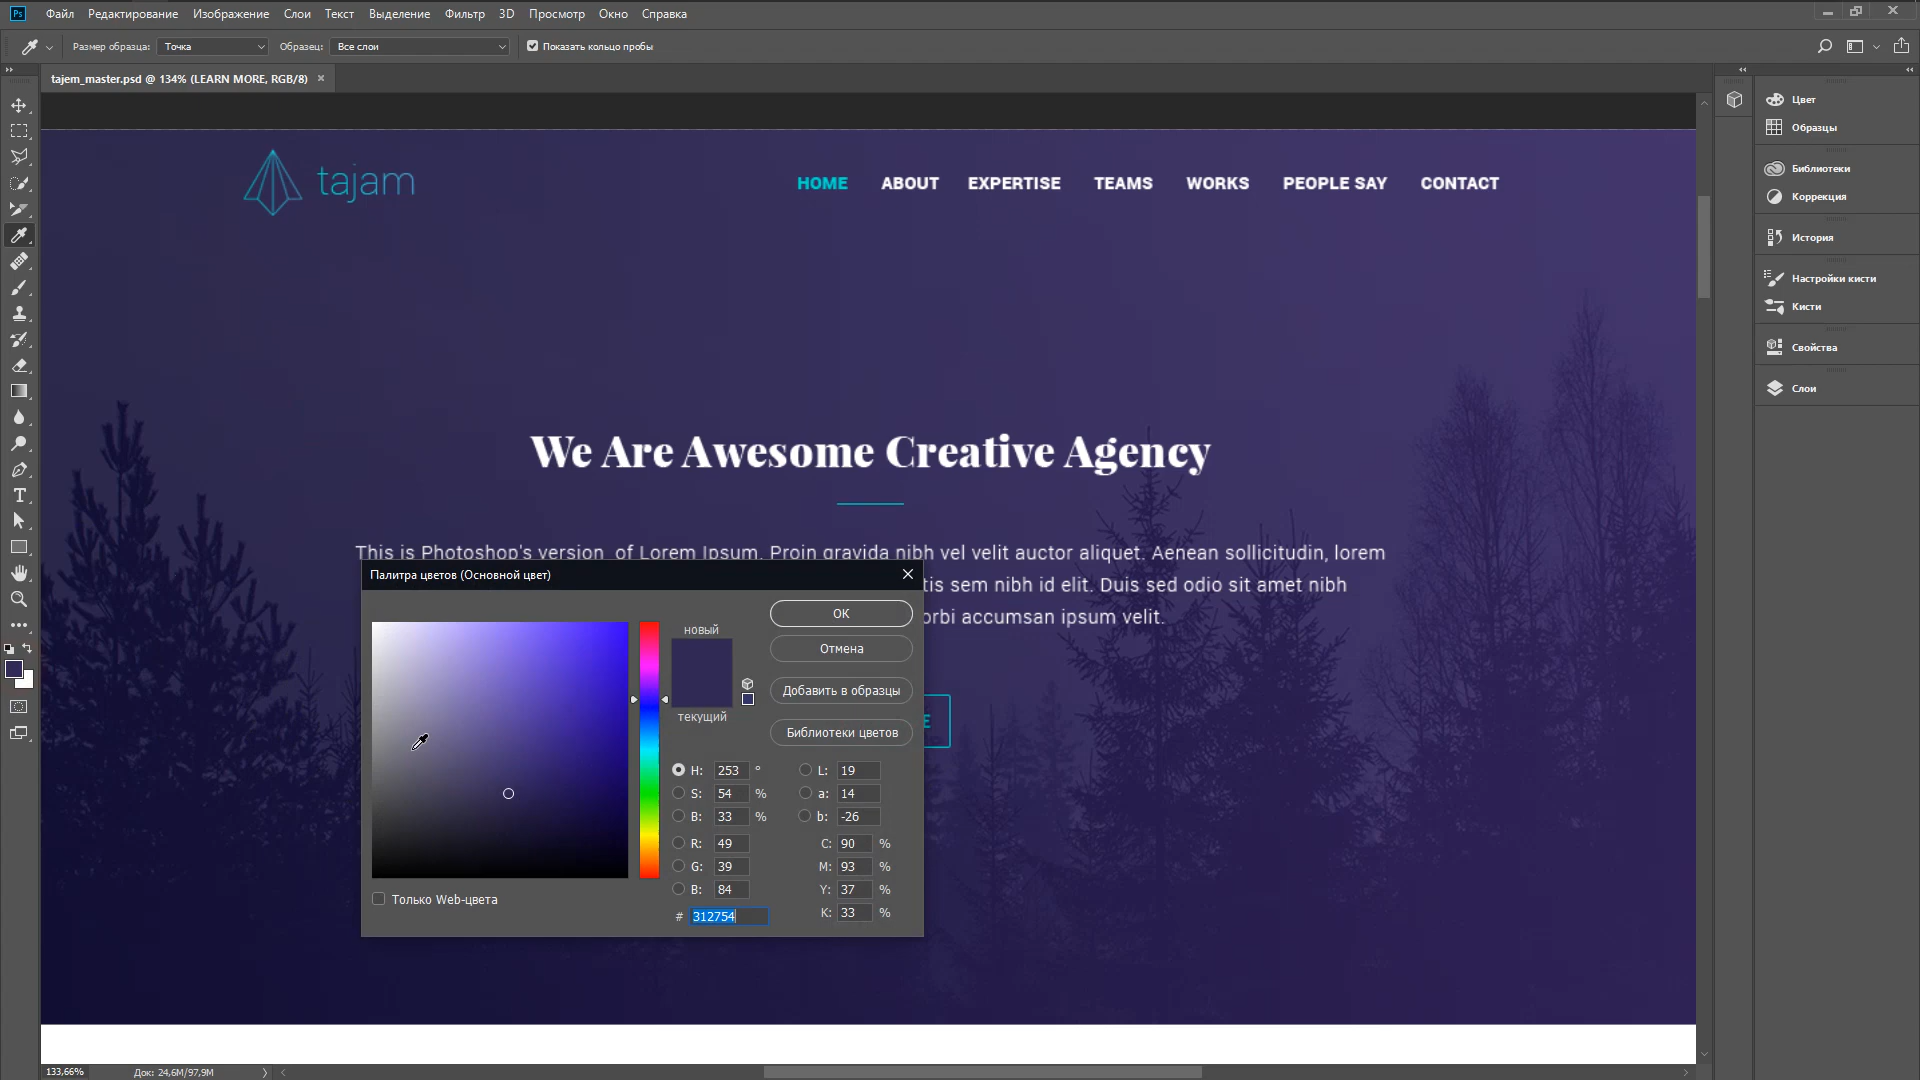 Ps Файл Редактирование Изображение Слои Текст Выделение Фильтр 3D Просмотр Окно Справка
Размер образца: Точка Образец: Все слои Показать кольцо пробы
tajem_master.psd @ 134% (LEARN MORE, RGB/8) ×
tajam
HOME ABOUT EXPERTISE TEAMS WORKS PEOPLE SAY CONTACT
Цвет
Образцы
Библиотеки
Коррекция
История
Настройки кисти
Кисти
Свойства
Слои
We Are Awesome Creative Agency
This is Photoshop's version of Lorem Ipsum. Proin gravida nibh vel velit auctor aliquet. Aenean sollicitudin, lorem
tis sem nibh id elit. Duis sed odio sit amet nibh
orbi accumsan ipsum velit.
E
Палитра цветов (Основной цвет)
новый
текущий
OK
Отмена
Добавить в образцы
Библиотеки цветов
H: 253 ° L: 19
S: 54 % a: 14
B: 33 % b: -26
R: 49 C: 90 %
G: 39 M: 93 %
B: 84 Y: 37 %
# 312754 K: 33 %
Только Web-цвета
133,66% Док: 24,6M/97,9M